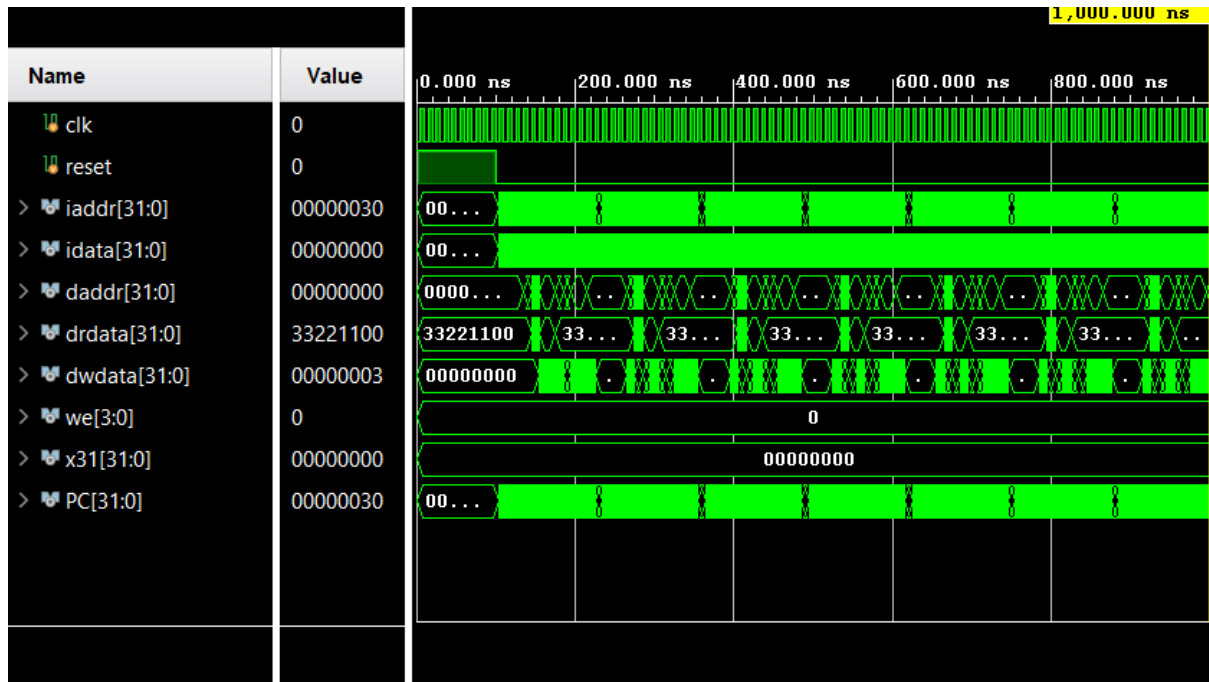 1,000.000 ns
Name Value 0.000 ns 200.000 ns 400.000 ns 600.000 ns 800.000 ns
clk 0
reset 0
iaddr[31:0] 00000030 00...
idata[31:0] 00000000 00...
daddr[31:0] 00000000 0000... .. .. .. .. .. ..
drdata[31:0] 33221100 33221100 33... 33... 33... 33... 33... 33... ..
dwdata[31:0] 00000003 00000000 . . . . . .
we[3:0] 0 0
x31[31:0] 00000000 00000000
PC[31:0] 00000030 00...